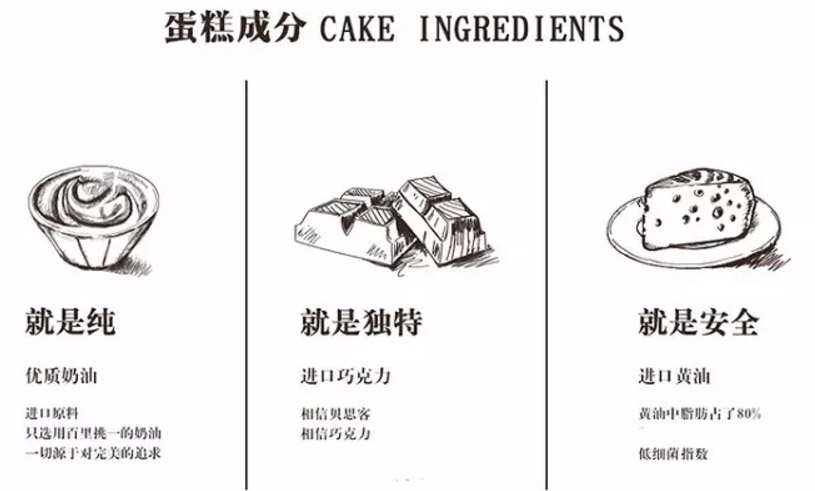 蛋糕成分 CAKE INGREDIENTS
就是纯
优质奶油
进口原料
只选用百里挑一的奶油
一切源于对完美的追求
就是独特
进口巧克力
相信贝思客
相信巧克力
就是安全
进口黄油
黄油中脂肪占了80%
低细菌指数